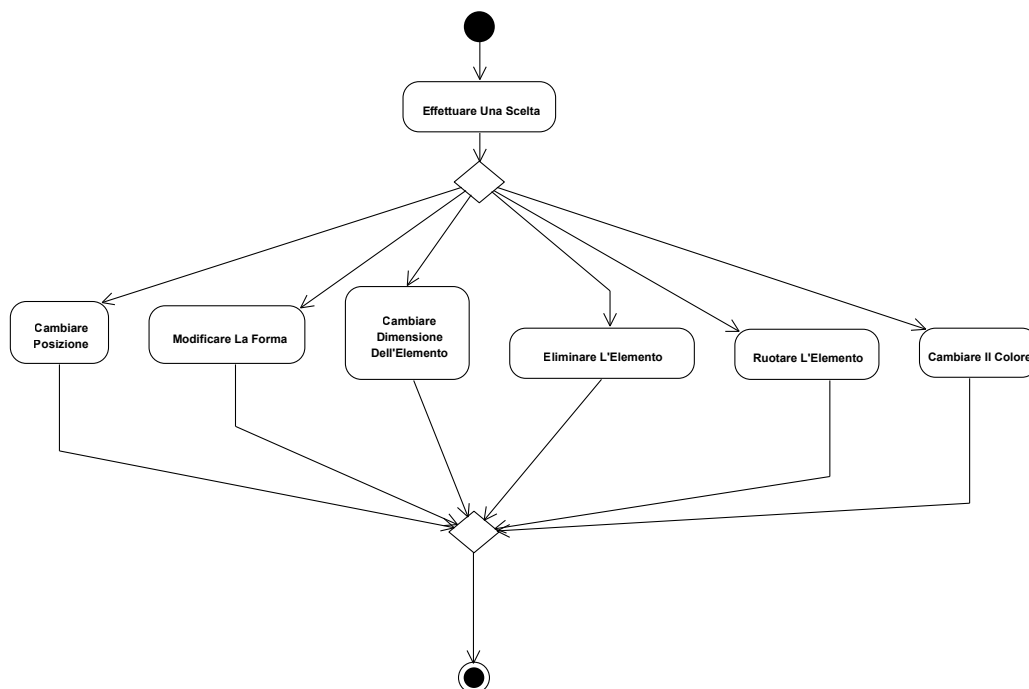 Effettuare Una Scelta
Cambiare
Posizione
Modificare La Forma
Cambiare
Dimensione
Dell'Elemento
Eliminare L'Elemento
Ruotare L'Elemento
Cambiare Il Colore